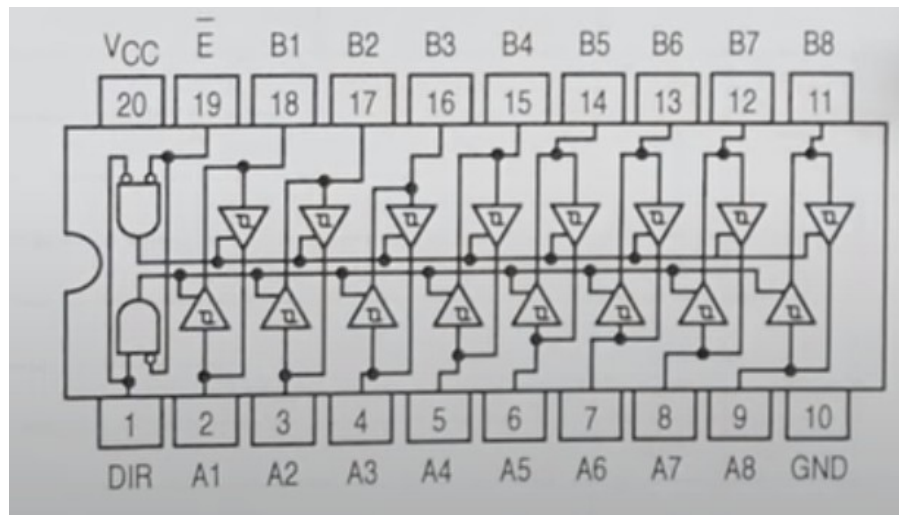 VCC E̅ B1 B2 B3 B4 B5 B6 B7 B8
20 19 18 17 16 15 14 13 12 11
1 2 3 4 5 6 7 8 9 10
DIR A1 A2 A3 A4 A5 A6 A7 A8 GND